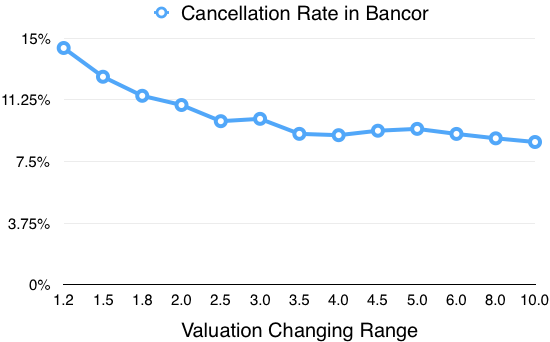 Cancellation Rate in Bancor
15%
11.25%
7.5%
3.75%
0%
1.2 1.5 1.8 2.0 2.5 3.0 3.5 4.0 4.5 5.0 6.0 8.0 10.0
Valuation Changing Range